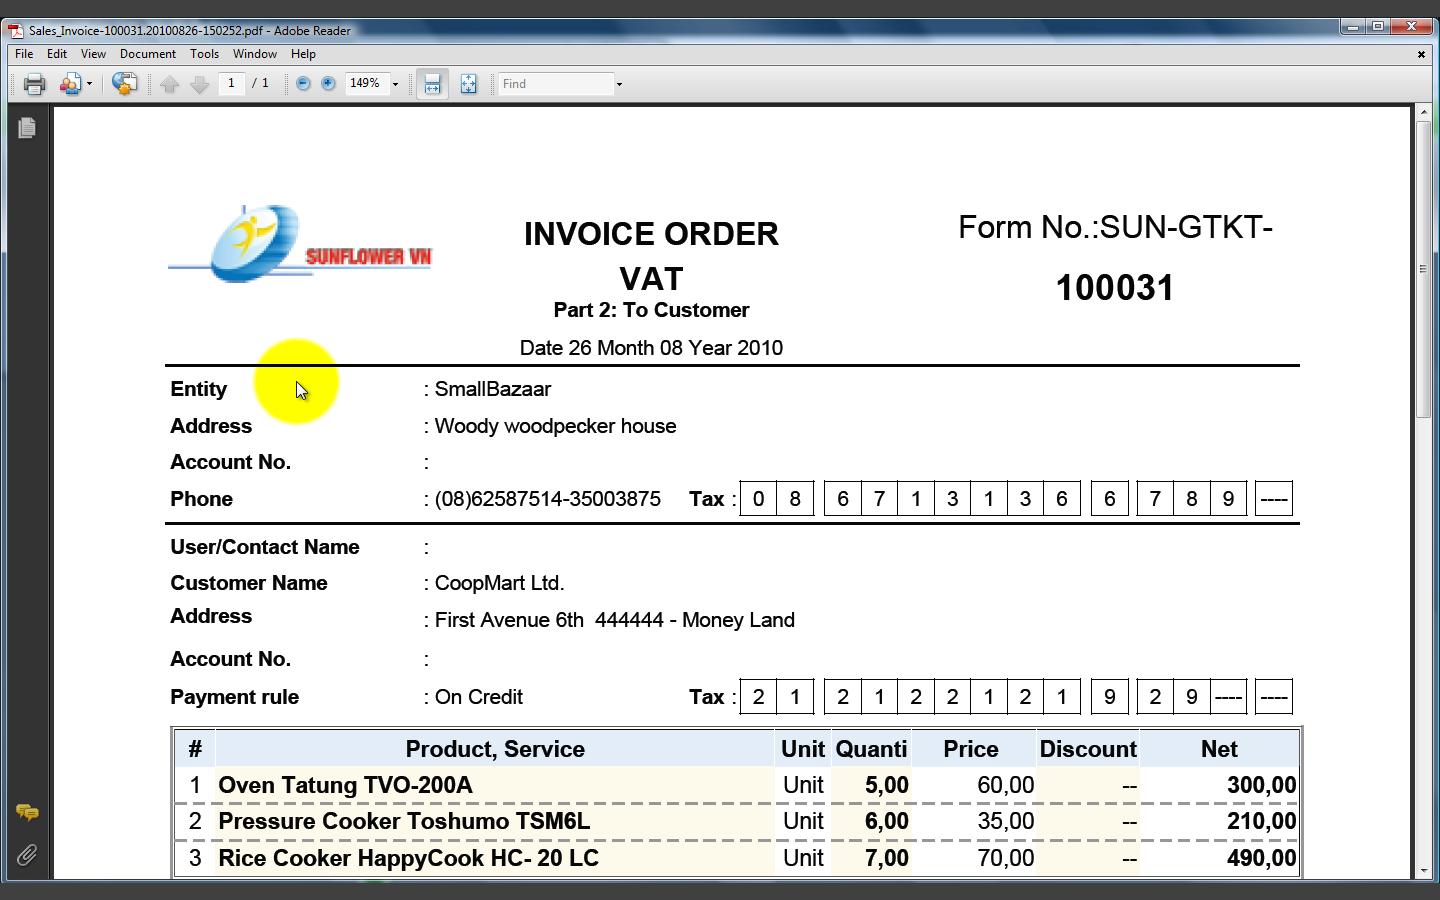 Sales_Invoice-100031.20100826-150252.pdf - Adobe Reader
File Edit View Document Tools Window Help
1 / 1 149% Find
SUNFLOWER VN
INVOICE ORDER
VAT
Part 2: To Customer
Date 26 Month 08 Year 2010
Form No.:SUN-GTKT-
100031
Entity : SmallBazaar
Address : Woody woodpecker house
Account No. :
Phone : (08)62587514-35003875 Tax : 0 8 6 7 1 3 1 3 6 6 7 8 9 ----
User/Contact Name :
Customer Name : CoopMart Ltd.
Address : First Avenue 6th 444444 - Money Land
Account No. :
Payment rule : On Credit Tax : 2 1 2 1 2 2 1 2 1 9 2 9 ---- ----
# Product, Service Unit Quanti Price Discount Net
1 Oven Tatung TVO-200A Unit 5,00 60,00 -- 300,00
2 Pressure Cooker Toshumo TSM6L Unit 6,00 35,00 -- 210,00
3 Rice Cooker HappyCook HC- 20 LC Unit 7,00 70,00 -- 490,00